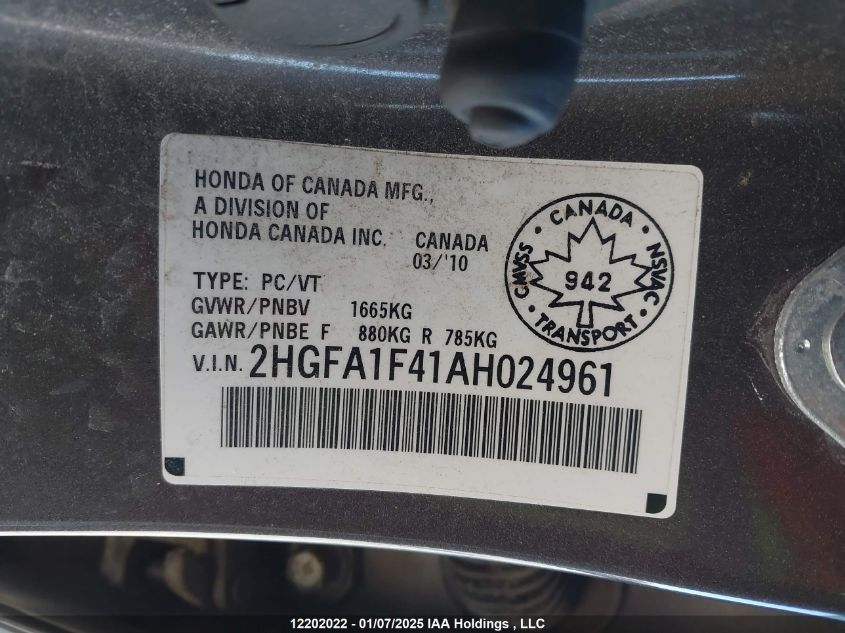 HONDA OF CANADA MFG.,
A DIVISION OF
HONDA CANADA INC. CANADA
03/'10
TYPE: PC/VT
GVWR/PNBV 1665KG
GAWR/PNBE F 880KG R 785KG
V.I.N. 2HGFA1F41AH024961
CANADA
CMVSS
NSVAC
942
TRANSPORT
12202022 - 01/07/2025 IAA Holdings , LLC